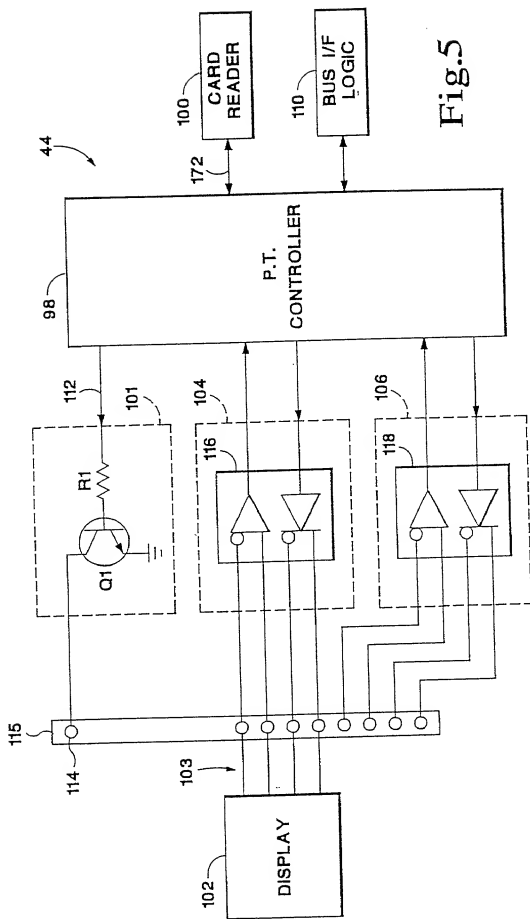 44
98
P.T.
CONTROLLER
172
100
CARD
READER
110
BUS I/F
LOGIC
Fig.5
112
101
R1
Q1
104
116
106
118
115
114
103
102
DISPLAY